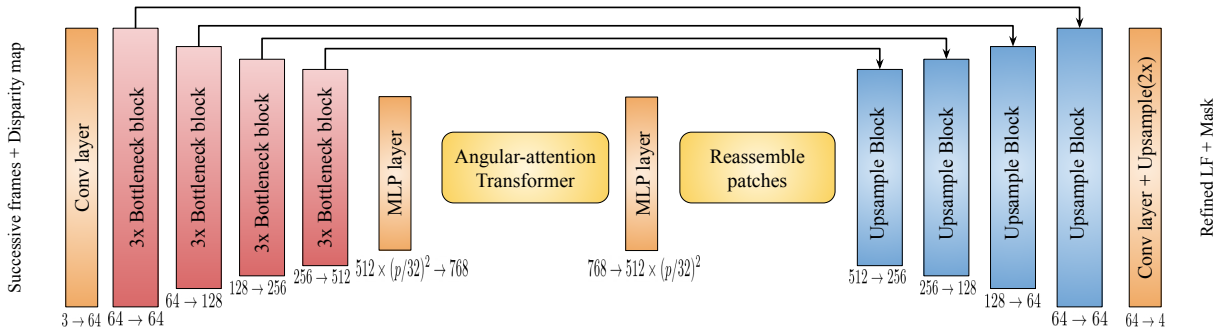 Successive frames + Disparity map
Conv layer
3 → 64
3x Bottleneck block
64 → 64
3x Bottleneck block
64 → 128
3x Bottleneck block
128 → 256
3x Bottleneck block
256 → 512
MLP layer
512 × (p/32)² → 768
Angular-attention
Transformer
MLP layer
768 → 512 × (p/32)²
Reassemble
patches
Upsample Block
512 → 256
Upsample Block
256 → 128
Upsample Block
128 → 64
Upsample Block
64 → 64
Conv layer + Upsample(2x)
64 → 4
Refined LF + Mask